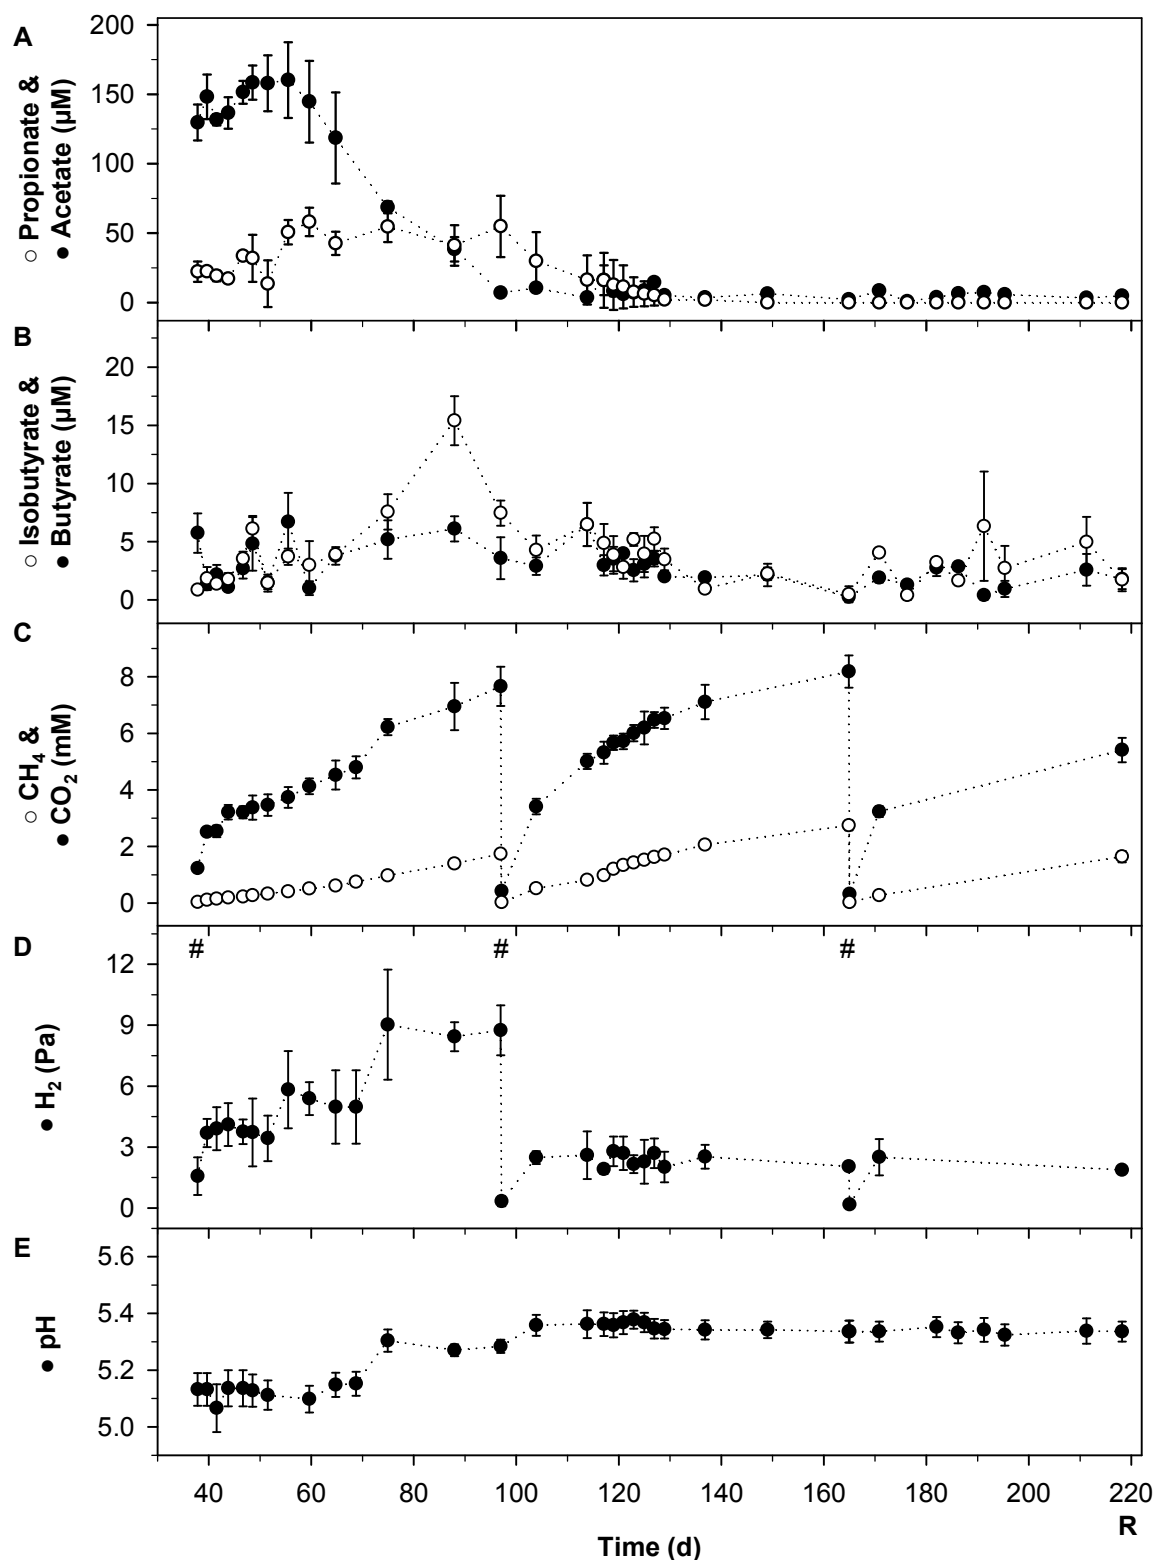 A
○ Propionate &
● Acetate (µM)
200
150
100
50
0
B
○ Isobutyrate &
● Butyrate (µM)
20
15
10
5
0
C
○ CH₄ &
● CO₂ (mM)
8
6
4
2
0
D
● H₂ (Pa)
# # #
12
9
6
3
0
E
● pH
5.6
5.4
5.2
5.0
40 60 80 100 120 140 160 180 200 220
R
Time (d)